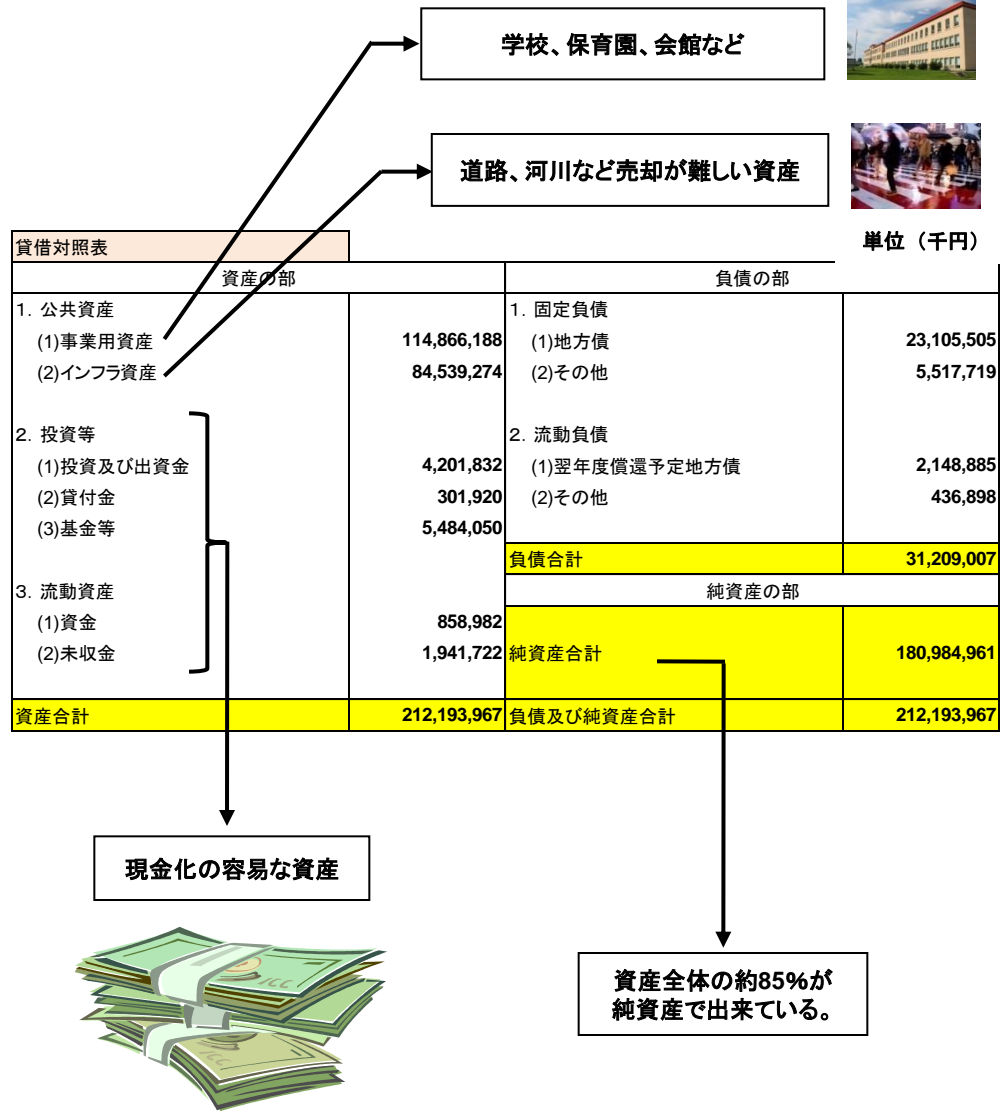 学校、保育園、会館など
道路、河川など売却が難しい資産
単位（千円）
貸借対照表
資産の部
負債の部
1．公共資産
1．固定負債
(1)事業用資産 114,866,188
(1)地方債 23,105,505
(2)インフラ資産 84,539,274
(2)その他 5,517,719
2．投資等
2．流動負債
(1)投資及び出資金 4,201,832
(1)翌年度償還予定地方債 2,148,885
(2)貸付金 301,920
(2)その他 436,898
(3)基金等 5,484,050
負債合計 31,209,007
3．流動資産
純資産の部
(1)資金 858,982
(2)未収金 1,941,722
純資産合計 180,984,961
資産合計 212,193,967
負債及び純資産合計 212,193,967
現金化の容易な資産
資産全体の約85%が
純資産で出来ている。